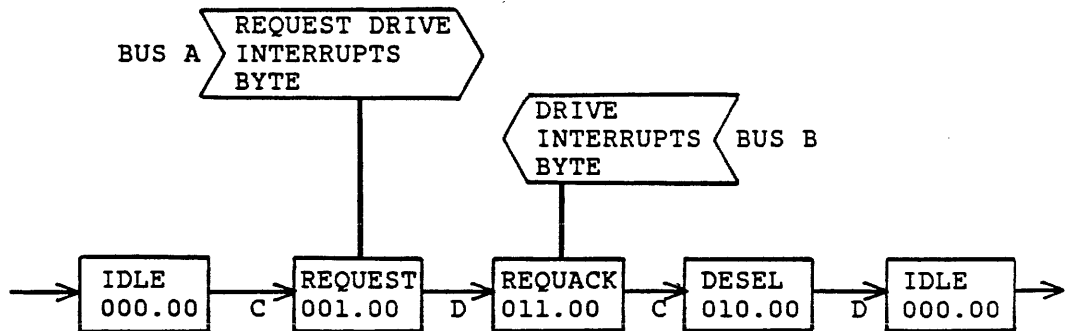 REQUEST DRIVE
BUS A INTERRUPTS
BYTE
DRIVE
INTERRUPTS BUS B
BYTE
IDLE
000.00
C
REQUEST
001.00
D
REQUACK
011.00
C
DESEL
010.00
D
IDLE
000.00